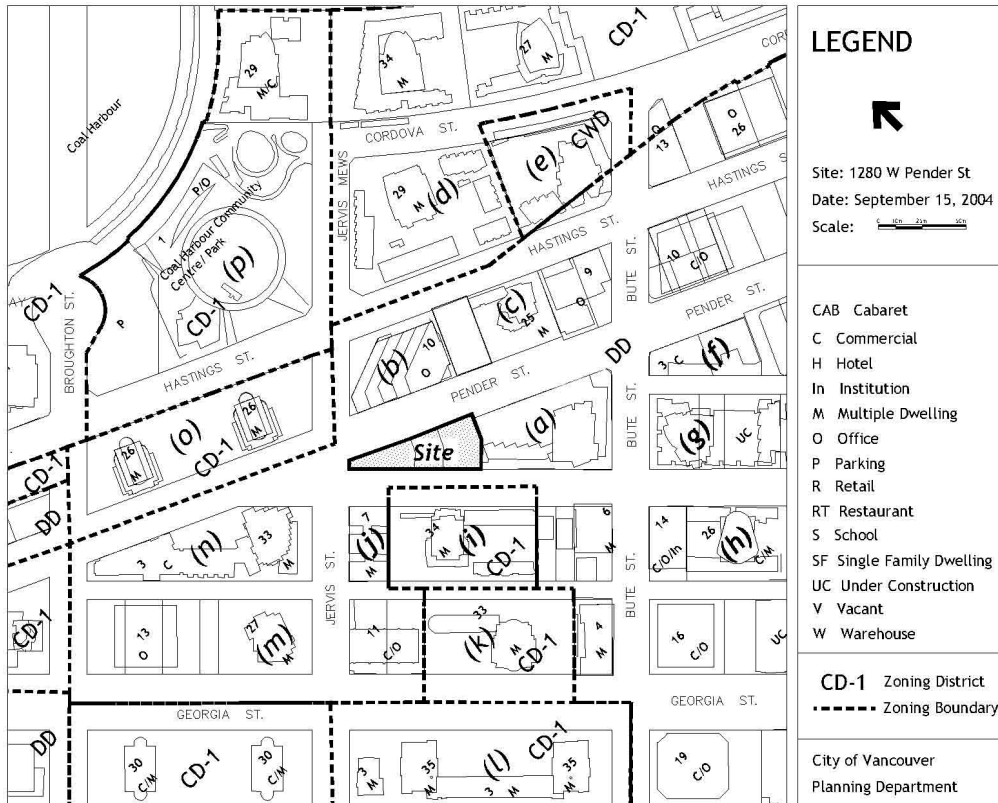 CD-1
29
M/C
34
M
27
M
CD-1
Coal Harbour
CORDOVA ST.
CWD
(e)
O
13
O
26
HASTINGS S
JERVIS MEWS
29
M
(d)
P/O
1
Coal Harbour Community
Centre/ Park
(p)
CD-1
P
HASTINGS ST.
BUTE ST.
10
C/O
CD-1
BROUGHTON ST.
HASTINGS ST.
(c)
25
M
9
O
PENDER ST.
DD
(b)
10
O
PENDER ST.
3
C
(f)
26
M
(o)
26
M
CD-1
CD-1
DD
Site
(a)
BUTE ST.
(g)
UC
(n)
3
C
33
M
7
(j)
M
34
M
(i)
CD-1
6
M
14
C/O/In
26
(h)
C/M
JERVIS ST.
BUTE ST.
CD-1
13
O
27
(m)
M
11
C/O
33
(k)
M
CD-1
4
M
16
C/O
UC
GEORGIA ST.
GEORGIA ST.
DD
30
C/M
CD-1
30
C/M
3
M
35
M
(l)
3
M
CD-1
35
M
19
C/O
LEGEND
Site: 1280 W Pender St
Date: September 15, 2004
Scale:
CAB Cabaret
C Commercial
H Hotel
In Institution
M Multiple Dwelling
O Office
P Parking
R Retail
RT Restaurant
S School
SF Single Family Dwelling
UC Under Construction
V Vacant
W Warehouse
CD-1 Zoning District
Zoning Boundary
City of Vancouver
Planning Department